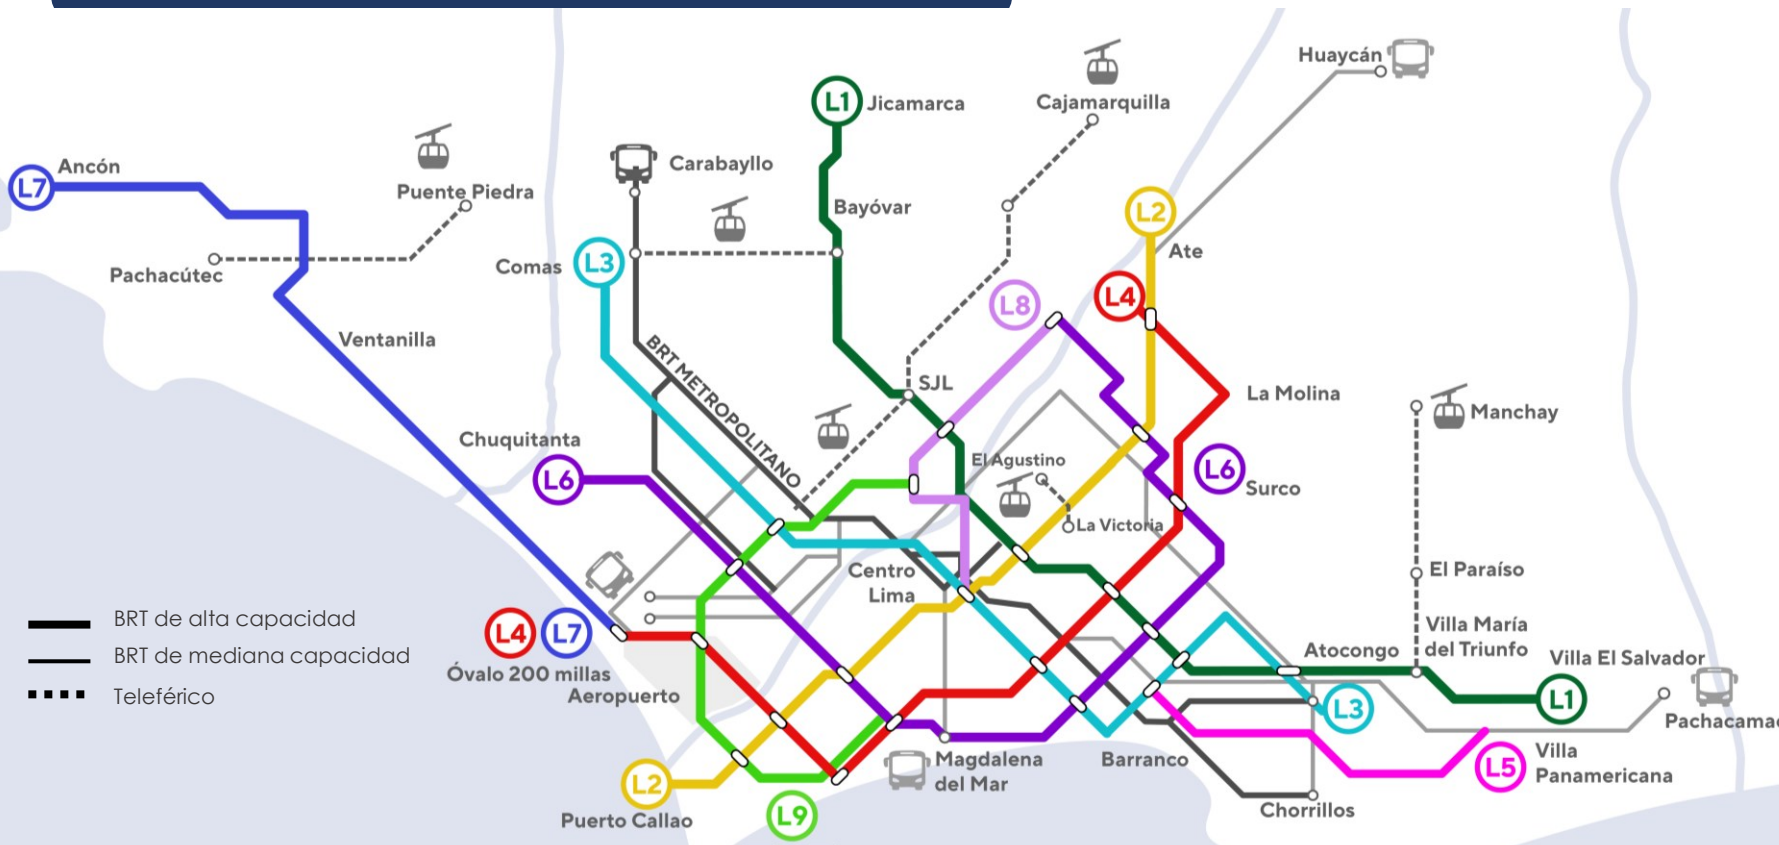 Huaycán
Cajamarquilla
L1
Jicamarca
Ancón
L7
Puente Piedra
Carabayllo
Bayóvar
L2
Ate
Comas
L3
Pachacútec
L8
L4
Ventanilla
BRT METROPOLITANO
SJL
La Molina
Manchay
Chuquitanta
L6
El Agustino
L6
Surco
La Victoria
Centro
Lima
El Paraíso
BRT de alta capacidad
BRT de mediana capacidad
Teleférico
L4
L7
Óvalo 200 millas
Aeropuerto
Villa María
del Triunfo
Atocongo
Villa El Salvador
L1
L3
Pachacamac
Magdalena
del Mar
Barranco
L5
Villa
Panamericana
L2
Puerto Callao
L9
Chorrillos